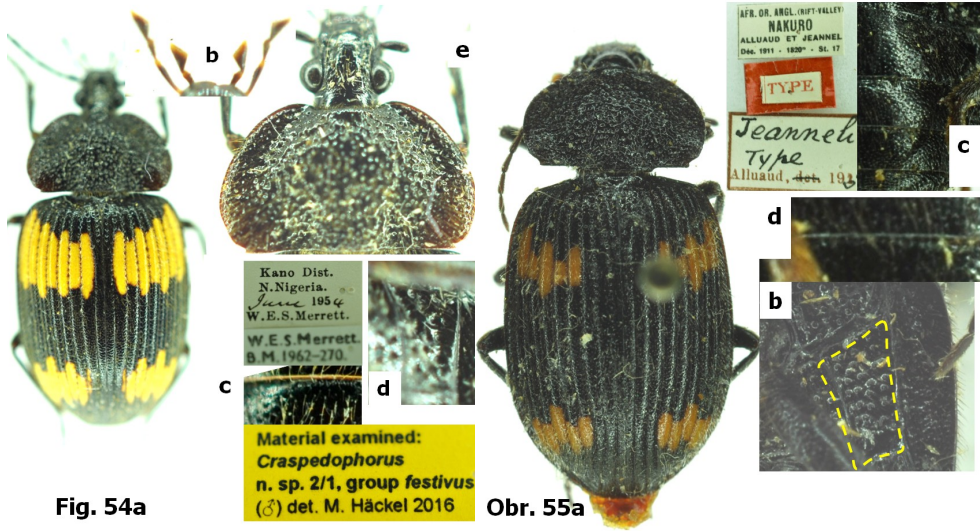 b
e
c
d
Kano Dist.
N.Nigeria.
June 1954
W.E.S.Merrett.
W.E.S.Merrett.
B.M. 1962-270.
c
d
Material examined:
Craspedophorus
n. sp. 2/1, group festivus
(♂) det. M. Häckel 2016
Fig. 54a
AFR. OR. ANGL. (RIFT-VALLEY)
NAKURO
ALLUAUD ET JEANNEL
Déc. 1911 - 1820m - St. 17
TYPE
Jeanneli
Type
Alluaud, det. 191
b
Obr. 55a